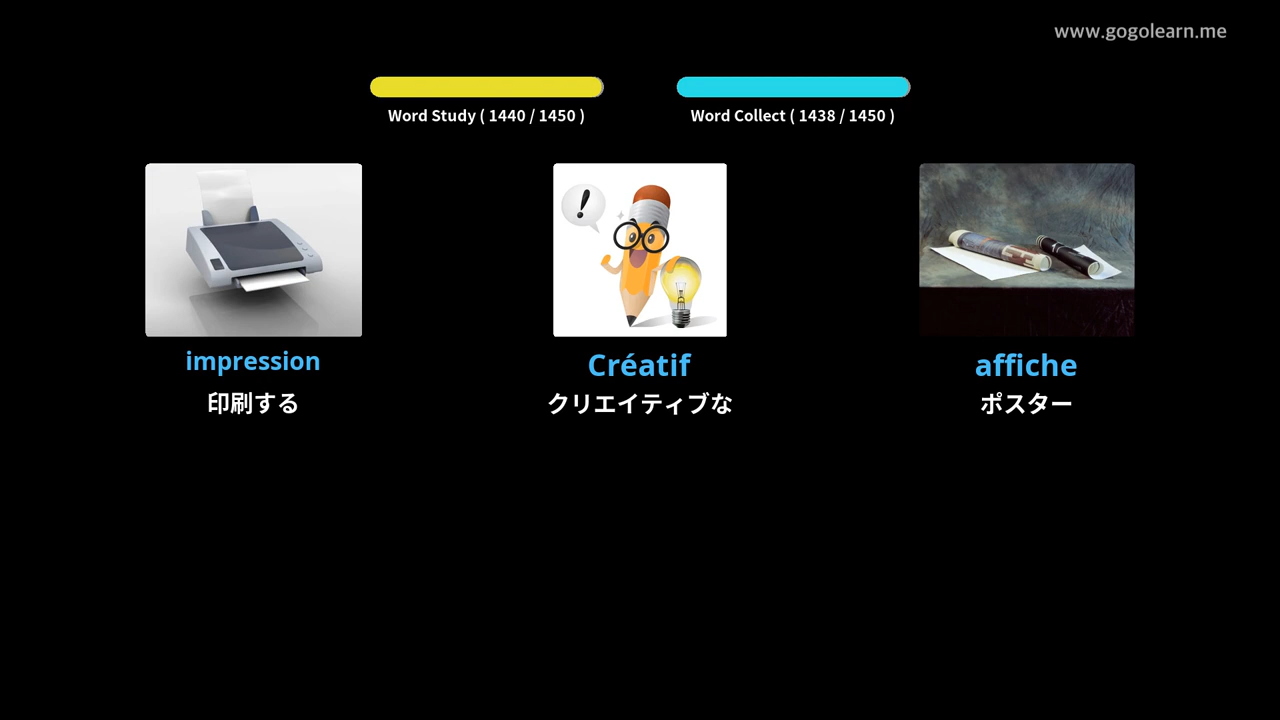 www.gogolearn.me
Word Study ( 1440 / 1450 )
Word Collect ( 1438 / 1450 )
impression
Créatif
affiche
印刷する
クリエイティブな
ポスター